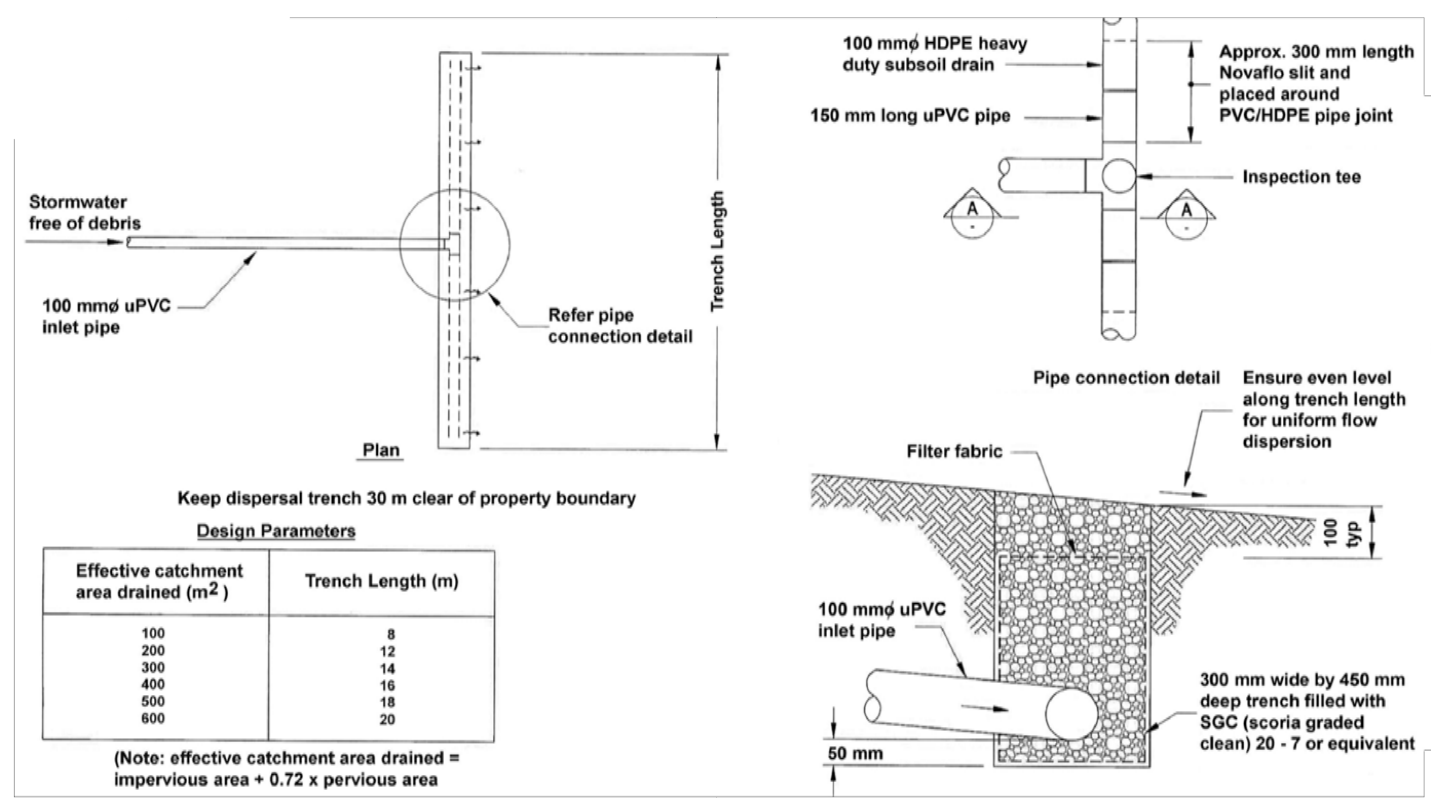 Stormwater
free of debris
100 mmø uPVC
inlet pipe
Refer pipe
connection detail
Trench Length
Plan
Keep dispersal trench 30 m clear of property boundary
Design Parameters
Effective catchment
area drained (m2 )
Trench Length (m)
100 8
200 12
300 14
400 16
500 18
600 20
(Note: effective catchment area drained =
impervious area + 0.72 x pervious area
100 mmø HDPE heavy
duty subsoil drain
150 mm long uPVC pipe
Approx. 300 mm length
Novaflo slit and
placed around
PVC/HDPE pipe joint
Inspection tee
A
-
A
-
Pipe connection detail
Ensure even level
along trench length
for uniform flow
dispersion
Filter fabric
100
typ
100 mmø uPVC
inlet pipe
50 mm
300 mm wide by 450 mm
deep trench filled with
SGC (scoria graded
clean) 20 - 7 or equivalent